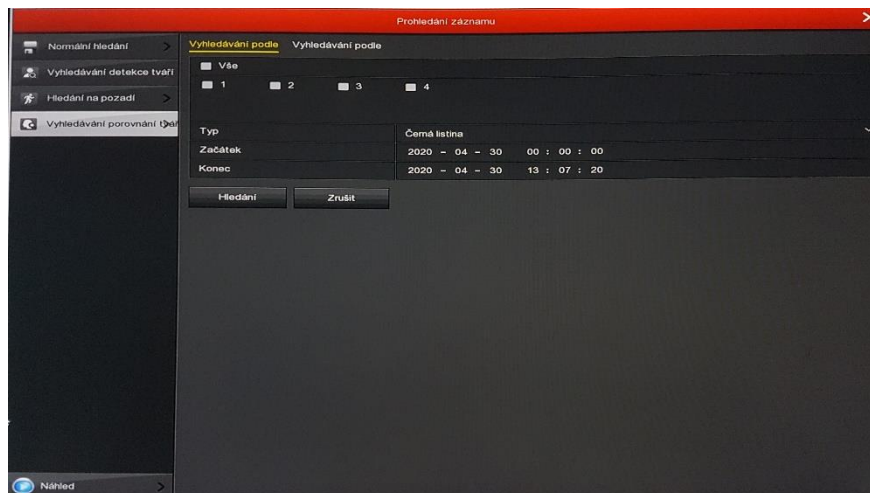 Prohledání záznamu
Normální hledání
Vyhledávání detekce tváří
Hledání na pozadí
Vyhledávání porovnání tvář
Náhled
Vyhledávání podle Vyhledávání podle
Vše
1 2 3 4
Typ Černá listina
Začátek 2020 - 04 - 30 00 : 00 : 00
Konec 2020 - 04 - 30 13 : 07 : 20
Hledání Zrušit